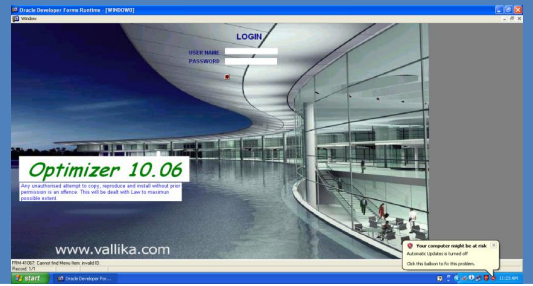 Oracle Developer Forms Runtime - [WINDOW0]
Window
LOGIN
USER NAME
PASSWORD
Optimizer 10.06
Any unauthorised attempt to copy, reproduce and install without prior
permission is an offence. This will be dealt with Law to maximun
possible extent.
www.vallika.com
Your computer might be at risk
Automatic Updates is turned off
Click this balloon to fix this problem.
FRM-41087: Cannot find Menu Item: invalid ID.
Record: 1/1
start
Oracle Developer For...
11:23 AM